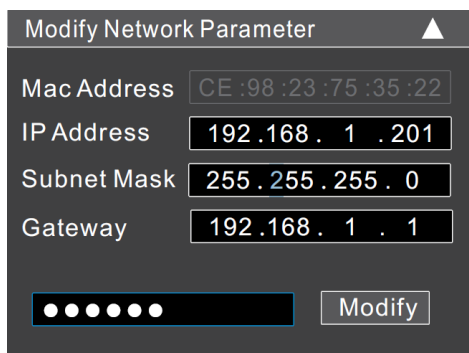 Modify Network Parameter
Mac Address CE :98 :23 :75 :35 :22
IP Address 192 .168 . 1 .201
Subnet Mask 255 . 255 . 255 . 0
Gateway 192 .168 . 1 . 1
●●●●●● Modify